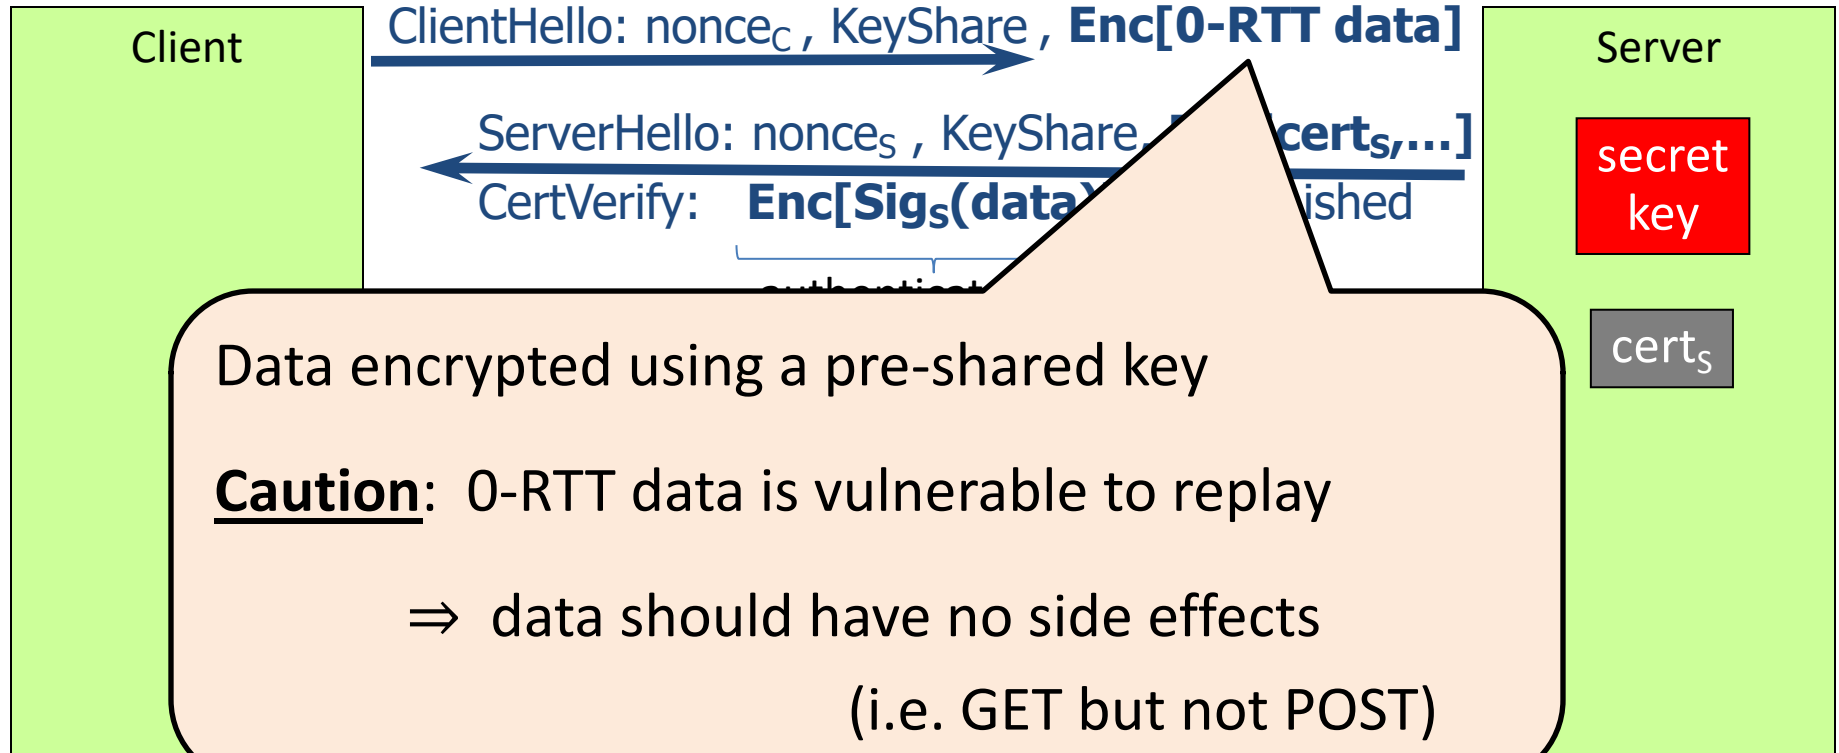 Client
ClientHello: nonceC , KeyShare , Enc[0-RTT data]
Server
ServerHello: nonceS , KeyShare, certS,...]
CertVerify: Enc[SigS(data)
secret
key
certS
Data encrypted using a pre-shared key
Caution: 0-RTT data is vulnerable to replay
⇒ data should have no side effects
(i.e. GET but not POST)